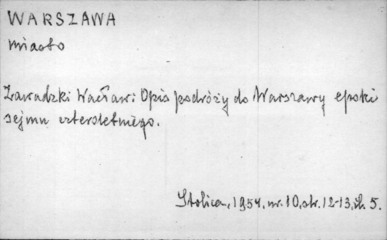 WARSZAWA
miasto
Zawadzki Wacław: Opis podróży do Warszawy epoki
sejmu czteroletniego.
Stolica, 1954, nr. 10, str. 12-13, il. 5.